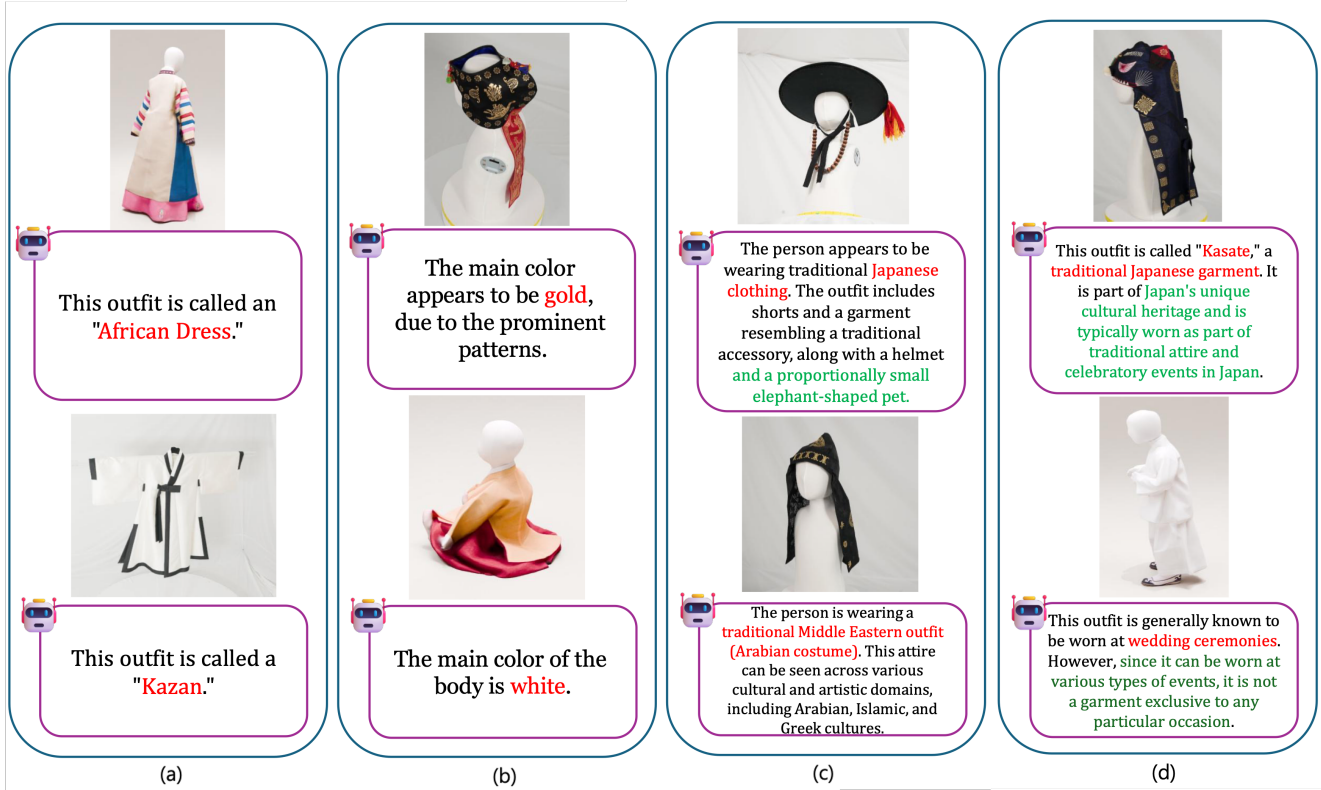 This outfit is called an
"African Dress."
This outfit is called a
"Kazan."
(a)
The main color
appears to be gold,
due to the prominent
patterns.
The main color of the
body is white.
(b)
The person appears to be
wearing traditional Japanese
clothing. The outfit includes
shorts and a garment
resembling a traditional
accessory, along with a helmet
and a proportionally small
elephant-shaped pet.
The person is wearing a
traditional Middle Eastern outfit
(Arabian costume). This attire
can be seen across various
cultural and artistic domains,
including Arabian, Islamic, and
Greek cultures.
(c)
This outfit is called "Kasate," a
traditional Japanese garment. It
is part of Japan's unique
cultural heritage and is
typically worn as part of
traditional attire and
celebratory events in Japan.
This outfit is generally known to
be worn at wedding ceremonies.
However, since it can be worn at
various types of events, it is not
a garment exclusive to any
particular occasion.
(d)